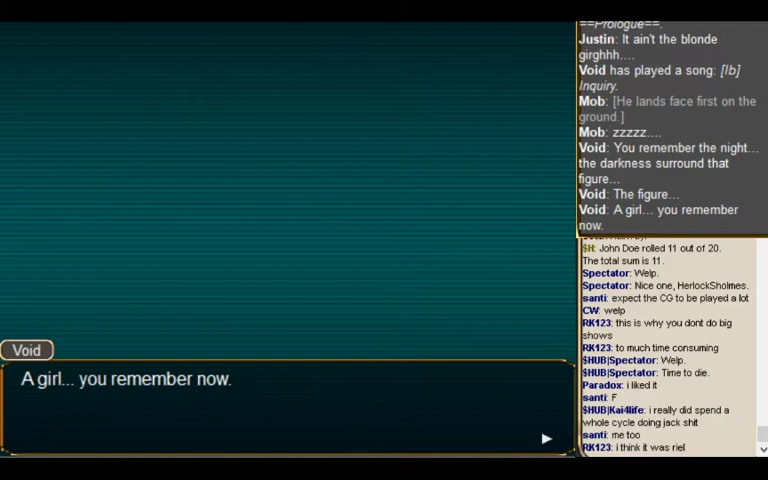 ==Prologue==.
Justin: It ain't the blonde
girghhh....
Void has played a song: [lb]
Inquiry.
Mob: [He lands face first on the
ground.]
Mob: zzzzz....
Void: You remember the night...
the darkness surround that
figure...
Void: The figure...
Void: A girl... you remember
now.
$H: John Doe rolled 11 out of 20.
The total sum is 11.
Spectator: Welp.
Spectator: Nice one, HerlockSholmes.
santi: expect the CG to be played a lot
CW: welp
RK123: this is why you dont do big
shows
RK123: to much time consuming
$HUB|Spectator: Welp.
$HUB|Spectator: Time to die.
Paradox: i liked it
santi: F
$HUB|Kai4life: i really did spend a
whole cycle doing jack shit
santi: me too
RK123: i think it was riel
Void
A girl... you remember now.